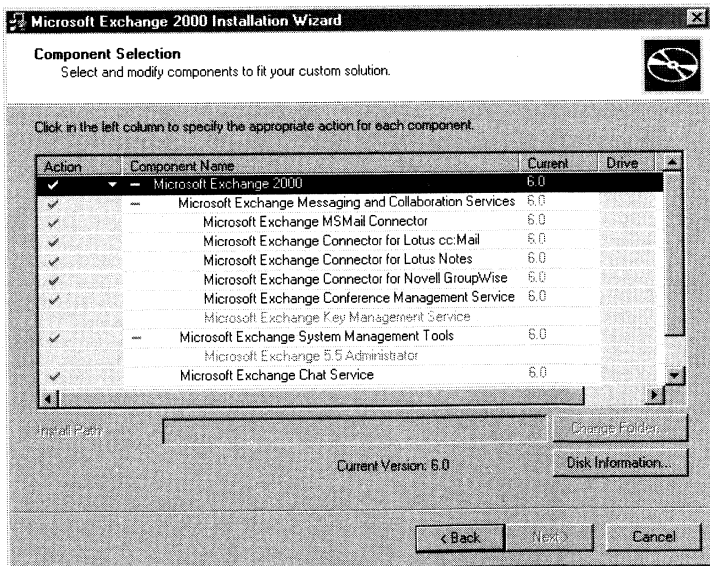 Microsoft Exchange 2000 Installation Wizard
Component Selection
Select and modify components to fit your custom solution.
Click in the left column to specify the appropriate action for each component.
Action Component Name Current Drive
Microsoft Exchange 2000 6.0
Microsoft Exchange Messaging and Collaboration Services 6.0
Microsoft Exchange MSMail Connector 6.0
Microsoft Exchange Connector for Lotus cc:Mail 6.0
Microsoft Exchange Connector for Lotus Notes 6.0
Microsoft Exchange Connector for Novell GroupWise 6.0
Microsoft Exchange Conference Management Service 6.0
Microsoft Exchange Key Management Service
Microsoft Exchange System Management Tools 6.0
Microsoft Exchange 5.5 Administrator
Microsoft Exchange Chat Service 6.0
Install Path: Change Folder...
Current Version: 6.0 Disk Information...
< Back Next > Cancel